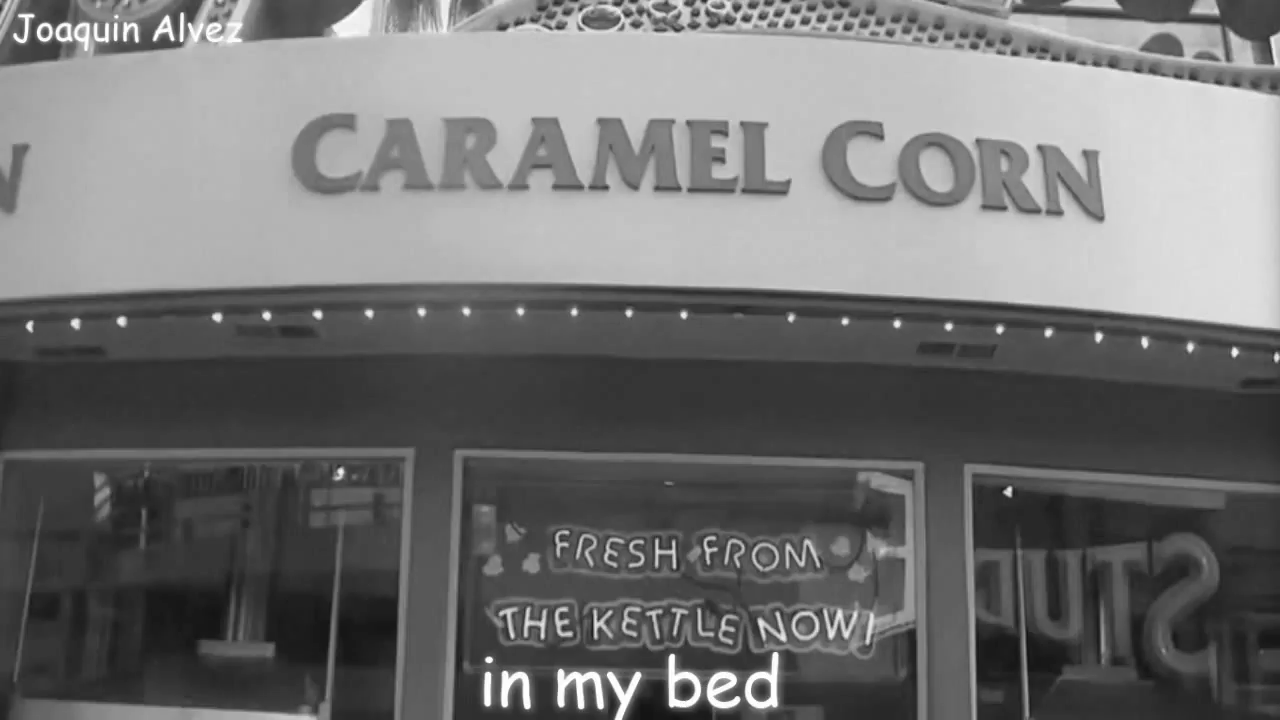 Joaquin Alvez
CARAMEL CORN
N
FRESH FROM
THE KETTLE NOW!
in my bed